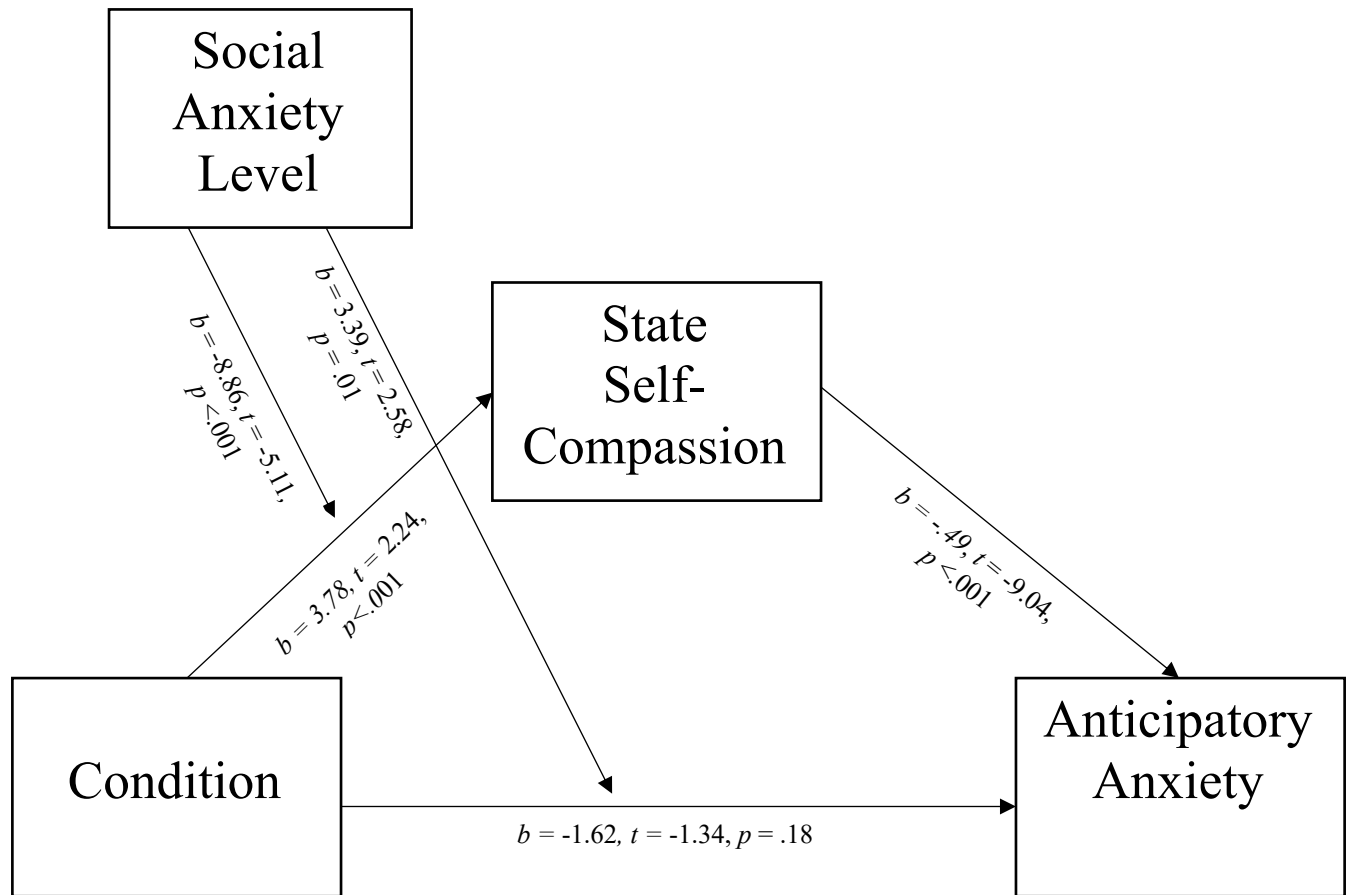 Social
Anxiety
Level
b = -8.86, t = -5.11,
p <.001
b = 3.39, t = 2.58,
p = .01
State
Self-
Compassion
b = 3.78, t = 2.24,
p<.001
b = -.49, t = -9.04,
p <.001
Condition
Anticipatory
Anxiety
b = -1.62, t = -1.34, p = .18